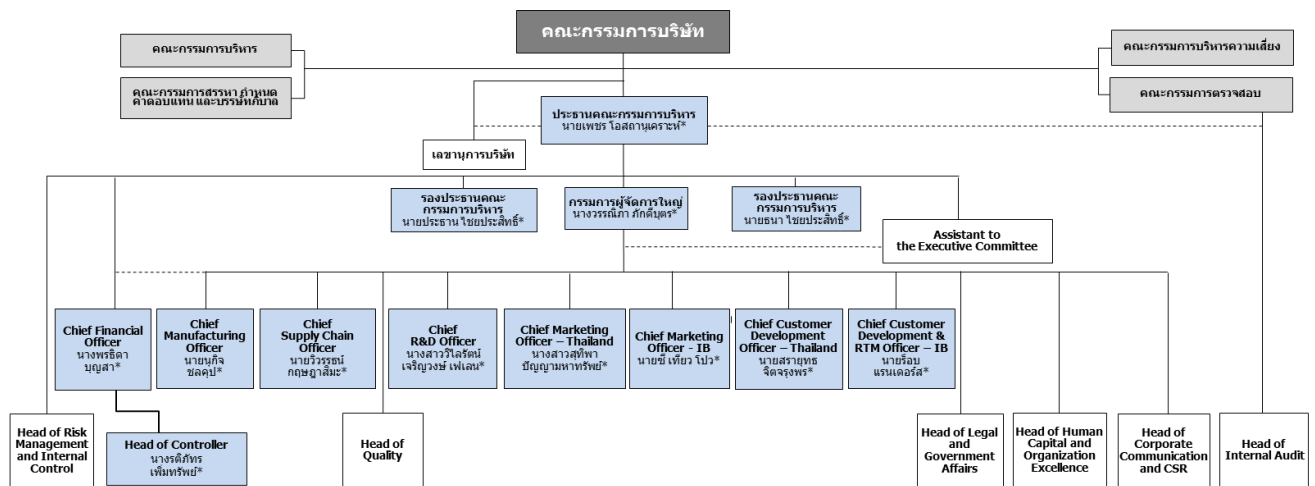 คณะกรรมการบริษัท
คณะกรรมการบริหาร
คณะกรรมการบริหารความเสี่ยง
คณะกรรมการสรรหา กำหนด
ค่าตอบแทน และบรรษัทภิบาล
คณะกรรมการตรวจสอบ
ประธานคณะกรรมการบริหาร
นายเพชร โอสถานุเคราะห์*
เลขานุการบริษัท
รองประธานคณะ
กรรมการบริหาร
นายประธาน ไชยประสิทธิ์*
กรรมการผู้จัดการใหญ่
นางวรรณิภา ภักดีบุตร*
รองประธานคณะ
กรรมการบริหาร
นายธนา ไชยประสิทธิ์*
Assistant to
the Executive Committee
Chief Financial
Officer
นางพรธิดา
บุญสา*
Chief
Manufacturing
Officer
นายนุกิจ
ชลคุป*
Chief
Supply Chain
Officer
นายวิวรรธน์
กฤษฎาสิมะ*
Chief
R&D Officer
นางสาววิไลรัตน์
เจริญวงษ์ เฟเลน*
Chief Marketing
Officer – Thailand
นางสาวสุทิพา
ปัญญามหาทรัพย์*
Chief Marketing
Officer - IB
นายชี เทียว โปว*
Chief Customer
Development
Officer – Thailand
นายสรายุทธ
จิตจรุงพร*
Chief Customer
Development &
RTM Officer – IB
นายร็อบ
แรนเดอร์ส*
Head of Risk
Management
and Internal
Control
Head of Controller
นางรติภัทร
เพิ่มทรัพย์*
Head of
Quality
Head of Legal
and
Government
Affairs
Head of Human
Capital and
Organization
Excellence
Head of
Corporate
Communication
and CSR
Head of
Internal Audit